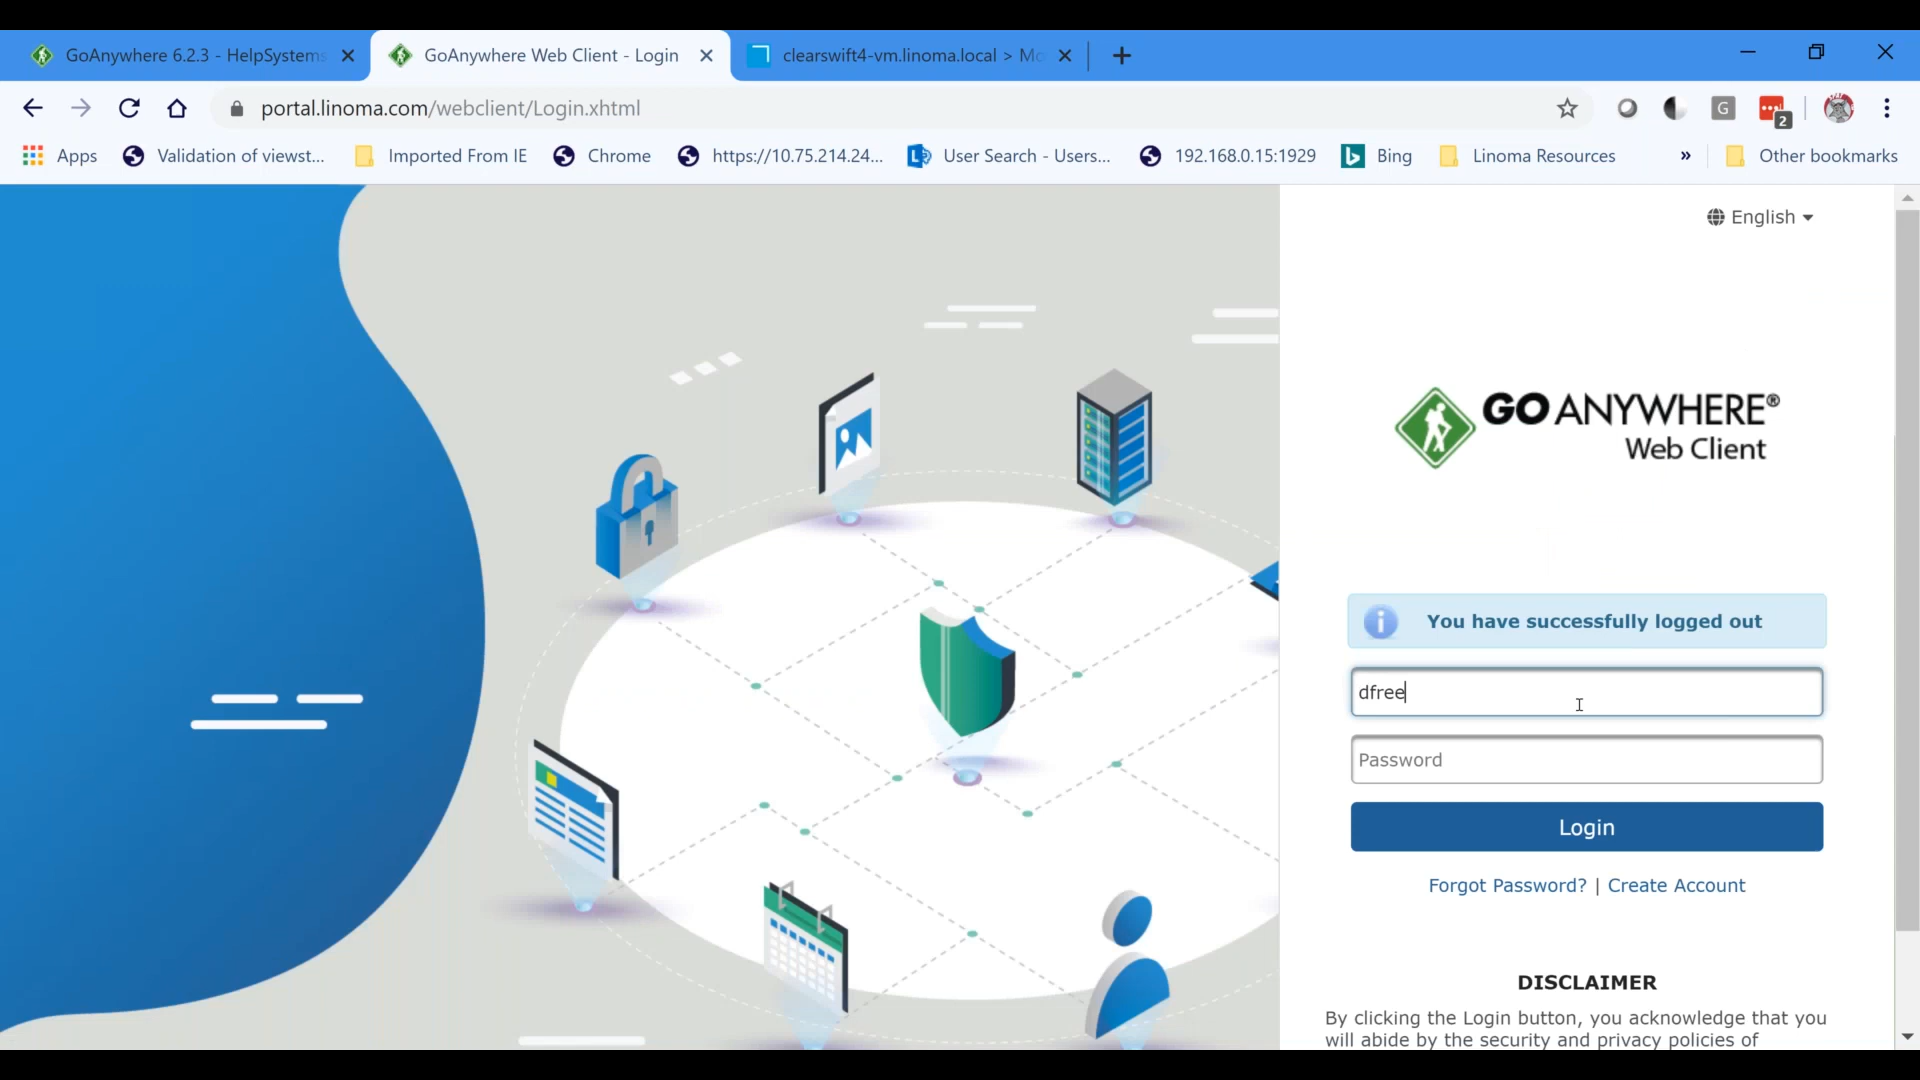 GoAnywhere 6.2.3 - HelpSystems
GoAnywhere Web Client - Login
clearswift4-vm.linoma.local > Mo
portal.linoma.com/webclient/Login.xhtml
G
2
Apps
Validation of viewst...
Imported From IE
Chrome
https://10.75.214.24...
User Search - Users...
192.168.0.15:1929
Bing
Linoma Resources
»
Other bookmarks
English
GO ANYWHERE®
Web Client
You have successfully logged out
dfree
Password
Login
Forgot Password? | Create Account
DISCLAIMER
By clicking the Login button, you acknowledge that you
will abide by the security and privacy policies of